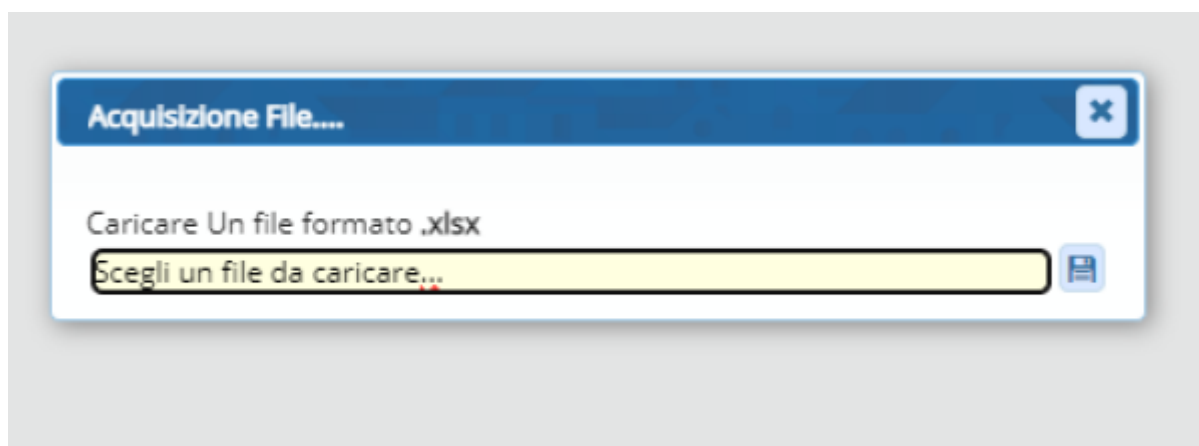 Acquisizione File....
Caricare Un file formato .xlsx
Scegli un file da caricare...